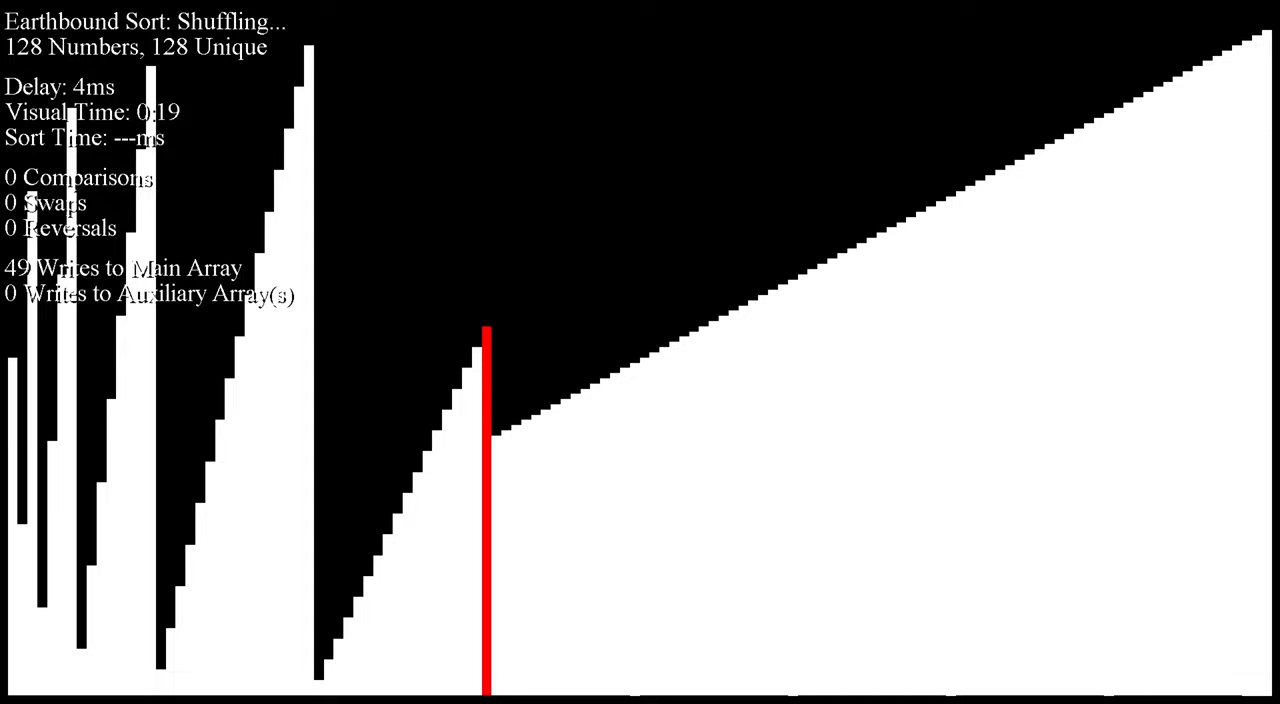 Earthbound Sort: Shuffling...
128 Numbers, 128 Unique
Delay: 4ms
Visual Time: 0:19
Sort Time: ---ms
0 Comparisons
0 Swaps
0 Reversals
49 Writes to Main Array
0 Writes to Auxiliary Array(s)